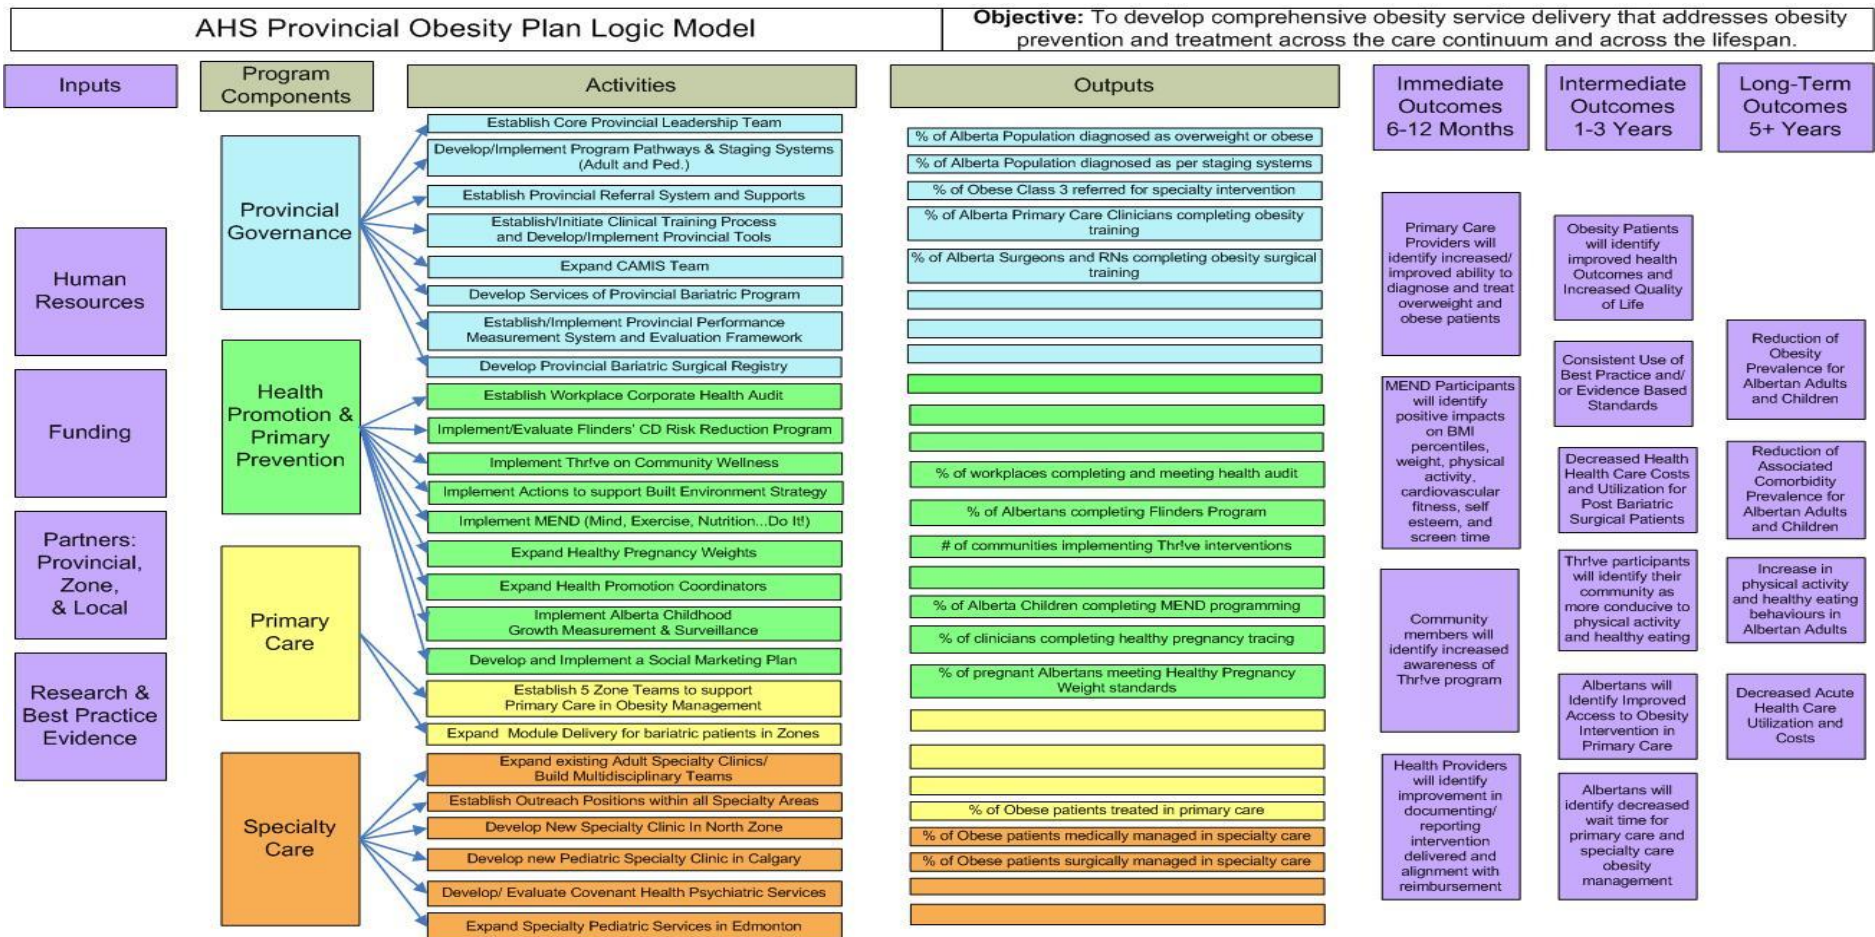 AHS Provincial Obesity Plan Logic Model
Objective: To develop comprehensive obesity service delivery that addresses obesity
prevention and treatment across the care continuum and across the lifespan.
Inputs
Program
Components
Activities
Outputs
Immediate
Outcomes
6-12 Months
Intermediate
Outcomes
1-3 Years
Long-Term
Outcomes
5+ Years
Human
Resources
Funding
Partners:
Provincial,
Zone,
& Local
Research &
Best Practice
Evidence
Provincial
Governance
Health
Promotion &
Primary
Prevention
Primary
Care
Specialty
Care
Establish Core Provincial Leadership Team
Develop/Implement Program Pathways & Staging Systems
(Adult and Ped.)
Establish Provincial Referral System and Supports
Establish/Initiate Clinical Training Process
and Develop/Implement Provincial Tools
Expand CAMIS Team
Develop Services of Provincial Bariatric Program
Establish/Implement Provincial Performance
Measurement System and Evaluation Framework
Develop Provincial Bariatric Surgical Registry
Establish Workplace Corporate Health Audit
Implement/Evaluate Flinders' CD Risk Reduction Program
Implement Thr!ve on Community Wellness
Implement Actions to support Built Environment Strategy
Implement MEND (Mind, Exercise, Nutrition...Do It!)
Expand Healthy Pregnancy Weights
Expand Health Promotion Coordinators
Implement Alberta Childhood
Growth Measurement & Surveillance
Develop and Implement a Social Marketing Plan
Establish 5 Zone Teams to support
Primary Care in Obesity Management
Expand Module Delivery for bariatric patients in Zones
Expand existing Adult Specialty Clinics/
Build Multidisciplinary Teams
Establish Outreach Positions within all Specialty Areas
Develop New Specialty Clinic In North Zone
Develop new Pediatric Specialty Clinic in Calgary
Develop/ Evaluate Covenant Health Psychiatric Services
Expand Specialty Pediatric Services in Edmonton
% of Alberta Population diagnosed as overweight or obese
% of Alberta Population diagnosed as per staging systems
% of Obese Class 3 referred for specialty intervention
% of Alberta Primary Care Clinicians completing obesity
training
% of Alberta Surgeons and RNs completing obesity surgical
training
% of workplaces completing and meeting health audit
% of Albertans completing Flinders Program
# of communities implementing Thr!ve interventions
% of Alberta Children completing MEND programming
% of clinicians completing healthy pregnancy tracing
% of pregnant Albertans meeting Healthy Pregnancy
Weight standards
% of Obese patients treated in primary care
% of Obese patients medically managed in specialty care
% of Obese patients surgically managed in specialty care
Primary Care
Providers will
identify increased/
improved ability to
diagnose and treat
overweight and
obese patients
MEND Participants
will identify
positive impacts
on BMI
percentiles,
weight, physical
activity,
cardiovascular
fitness, self
esteem, and
screen time
Community
members will
identify increased
awareness of
Thr!ve program
Health Providers
will identify
improvement in
documenting/
reporting
intervention
delivered and
alignment with
reimbursement
Obesity Patients
will identify
improved health
Outcomes and
Increased Quality
of Life
Consistent Use of
Best Practice and/
or Evidence Based
Standards
Decreased Health
Health Care Costs
and Utilization for
Post Bariatric
Surgical Patients
Thr!ve participants
will identify their
community as
more conducive to
physical activity
and healthy eating
Albertans will
Identify Improved
Access to Obesity
Intervention in
Primary Care
Albertans will
identify decreased
wait time for
primary care and
specialty care
obesity
management
Reduction of
Obesity
Prevalence for
Albertan Adults
and Children
Reduction of
Associated
Comorbidity
Prevalence for
Albertan Adults
and Children
Increase in
physical activity
and healthy eating
behaviours in
Albertan Adults
Decreased Acute
Health Care
Utilization and
Costs